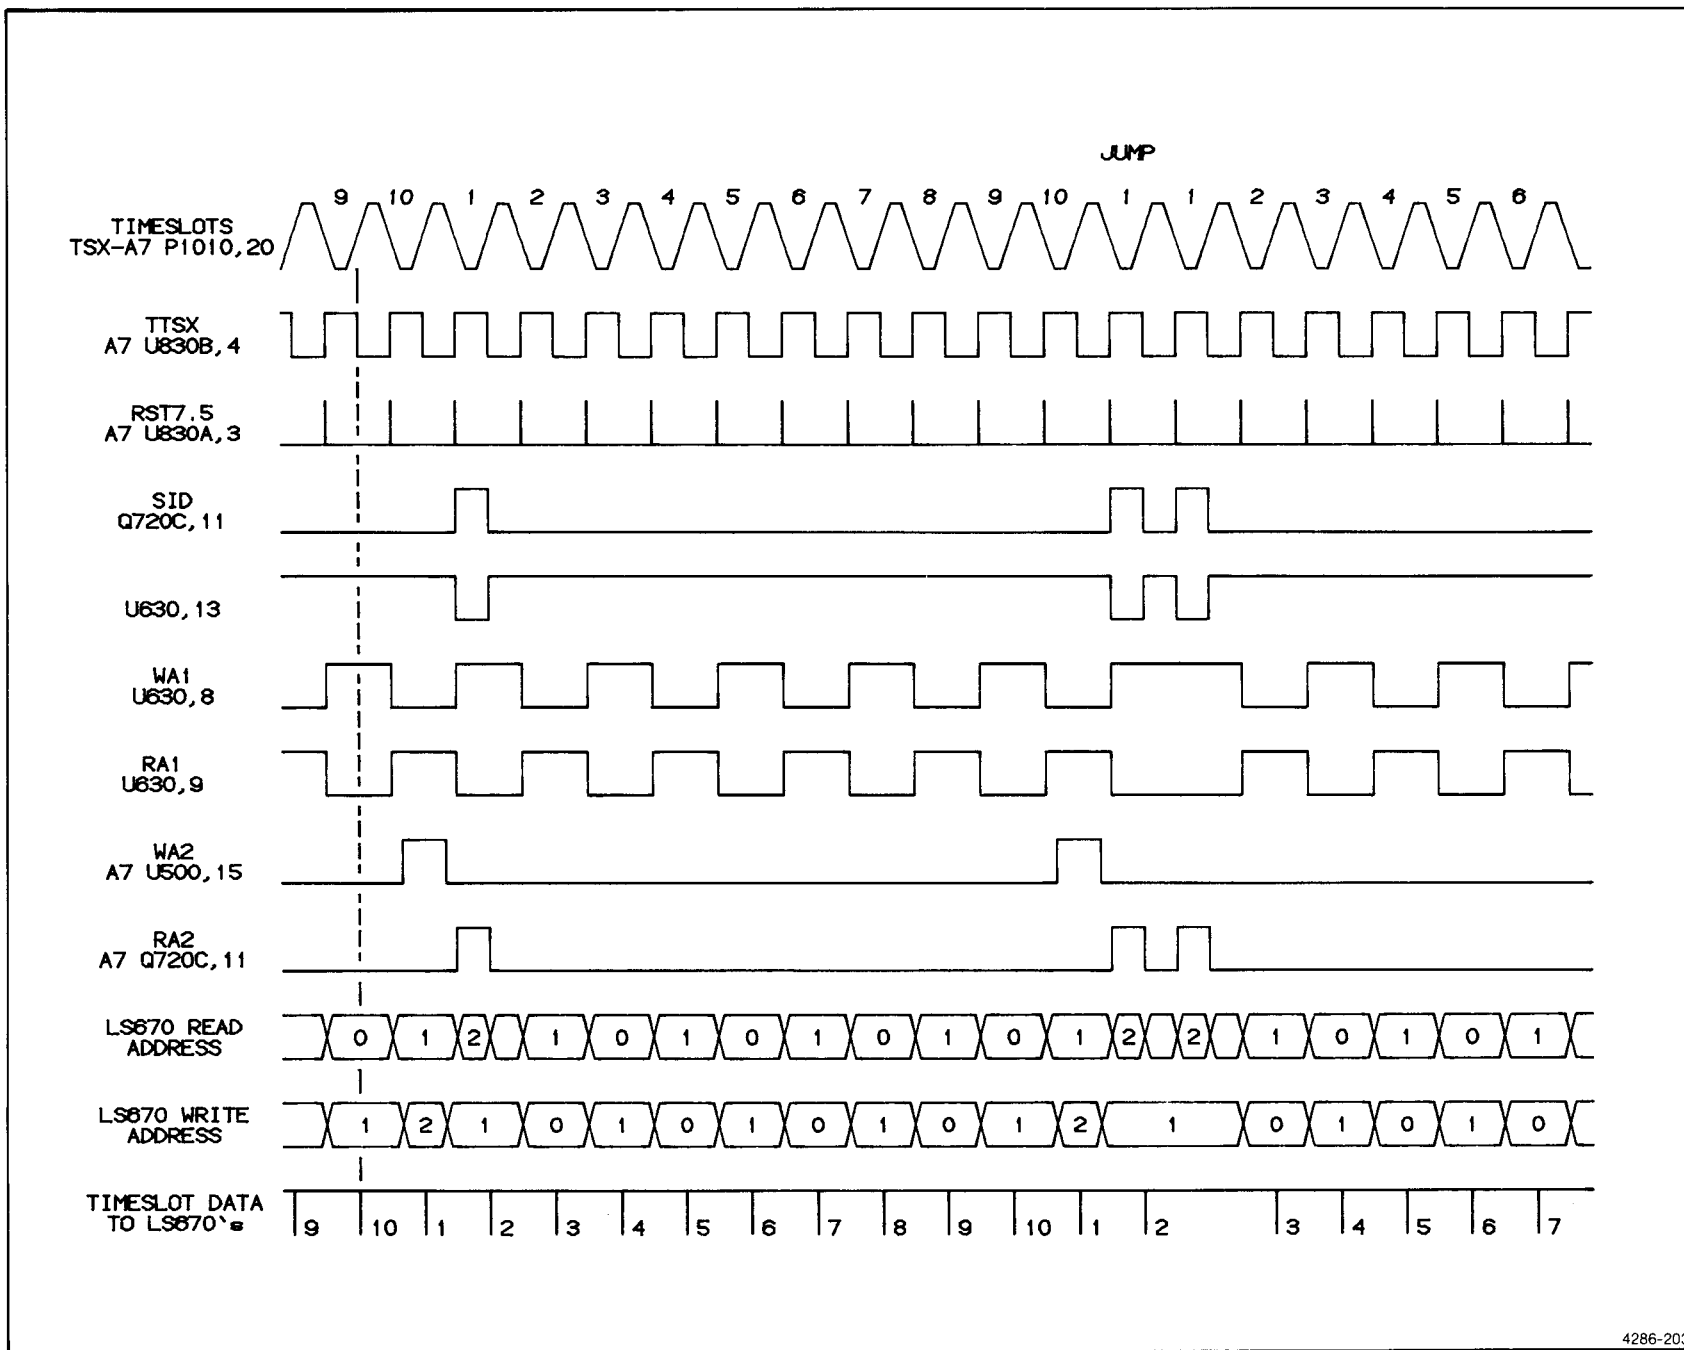 JUMP
9 10 1 2 3 4 5 6 7 8 9 10 1 1 2 3 4 5 6
TIMESLOTS
TSX-A7 P1010,20
TTSX
A7 U830B,4
RST7.5
A7 U830A,3
SID
Q720C,11
U630,13
WA1
U630,8
RA1
U630,9
WA2
A7 U500,15
RA2
A7 Q720C,11
LS670 READ
ADDRESS
0 1 2 1 0 1 0 1 0 1 0 1 2 2 1 0 1 0 1
LS670 WRITE
ADDRESS
1 2 1 0 1 0 1 0 1 0 1 2 1 0 1 0 1 0
TIMESLOT DATA
TO LS670`s
9 10 1 2 3 4 5 6 7 8 9 10 1 2 3 4 5 6 7
4286-203